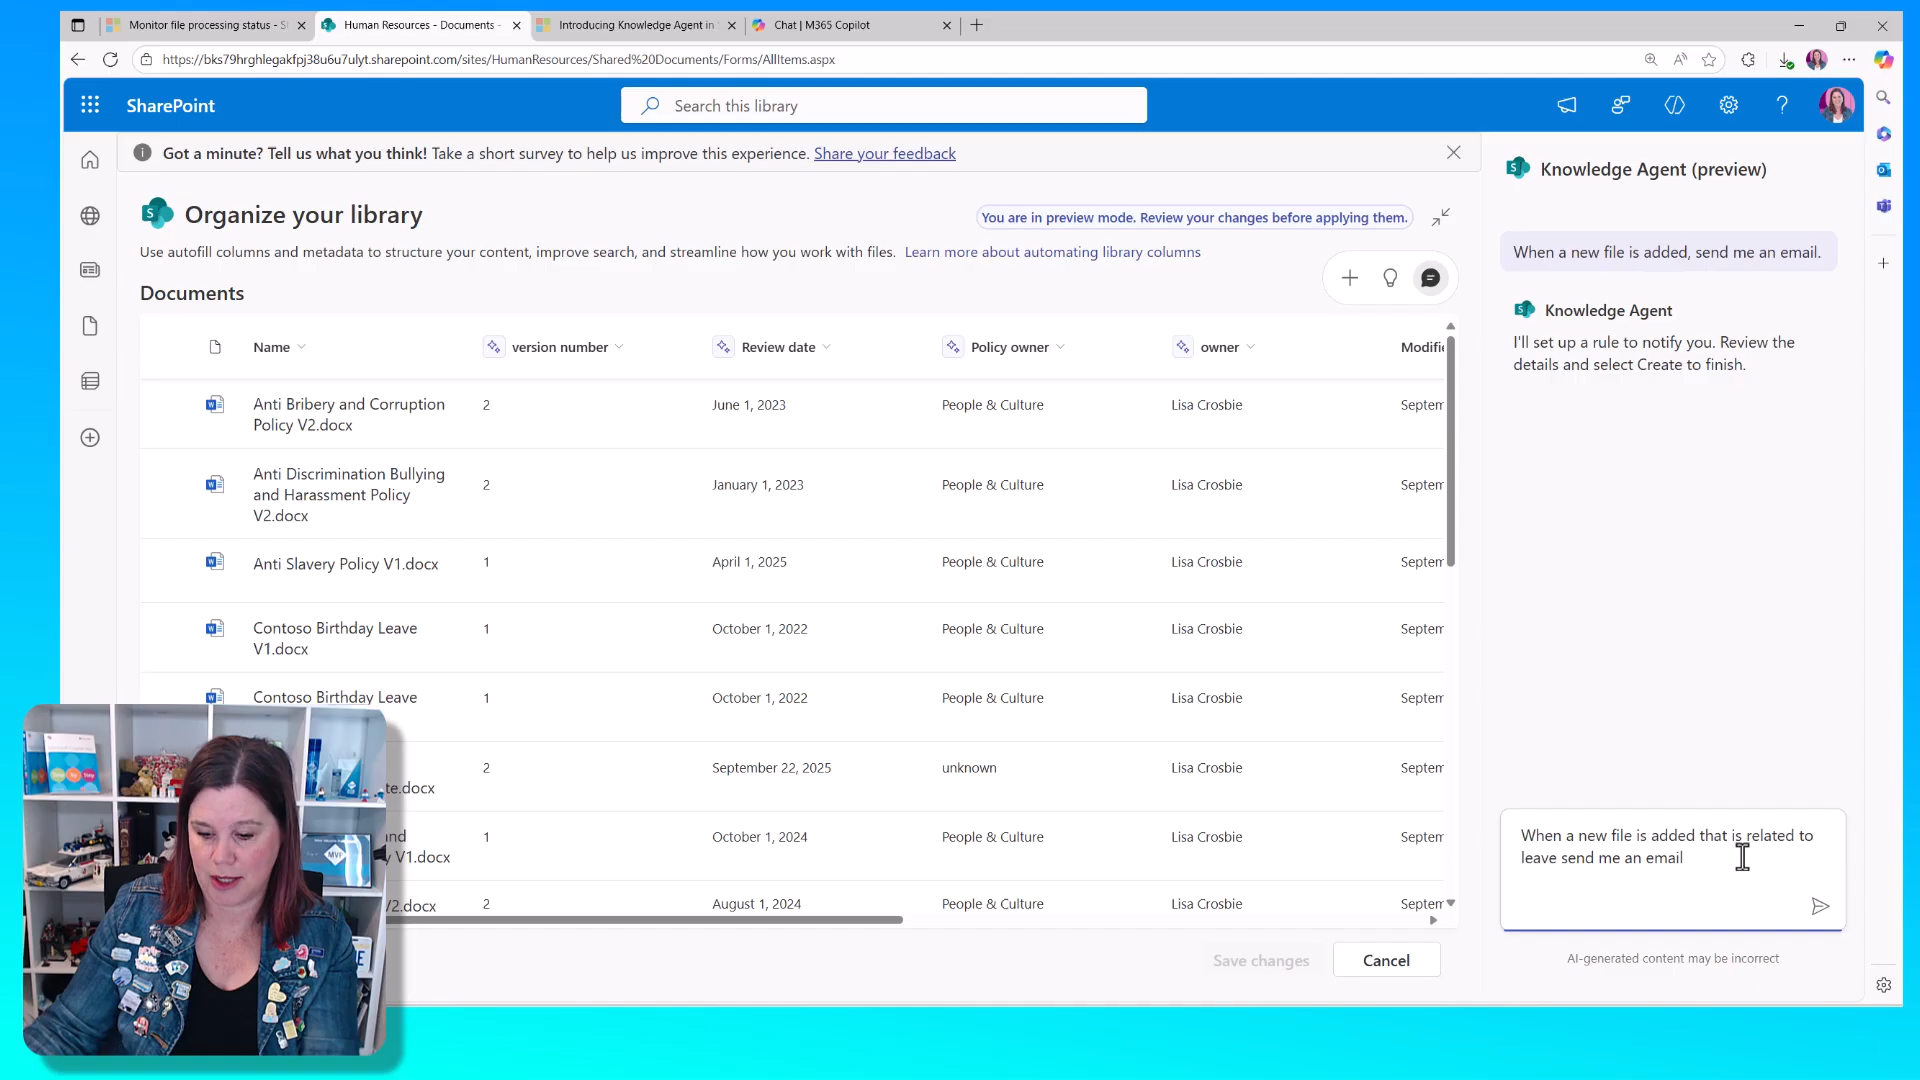 Monitor file processing status - S
Human Resources - Documents -
Introducing Knowledge Agent in
Chat | M365 Copilot
https://bks79hrghlegakfpj38u6u7ulyt.sharepoint.com/sites/HumanResources/Shared%20Documents/Forms/AllItems.aspx
SharePoint
Search this library
Got a minute? Tell us what you think! Take a short survey to help us improve this experience. Share your feedback
Organize your library
You are in preview mode. Review your changes before applying them.
Use autofill columns and metadata to structure your content, improve search, and streamline how you work with files. Learn more about automating library columns
Documents
Name version number Review date Policy owner owner Modifie
Anti Bribery and Corruption
Policy V2.docx
2 June 1, 2023 People & Culture Lisa Crosbie Septem
Anti Discrimination Bullying
and Harassment Policy
V2.docx
2 January 1, 2023 People & Culture Lisa Crosbie Septem
Anti Slavery Policy V1.docx 1 April 1, 2025 People & Culture Lisa Crosbie Septem
Contoso Birthday Leave
V1.docx
1 October 1, 2022 People & Culture Lisa Crosbie Septem
Contoso Birthday Leave
1 October 1, 2022 People & Culture Lisa Crosbie Septem
te.docx
2 September 22, 2025 unknown Lisa Crosbie Septem
nd
y V1.docx
1 October 1, 2024 People & Culture Lisa Crosbie Septem
/2.docx 2 August 1, 2024 People & Culture Lisa Crosbie Septem
Save changes
Cancel
Knowledge Agent (preview)
When a new file is added, send me an email.
Knowledge Agent
I'll set up a rule to notify you. Review the
details and select Create to finish.
When a new file is added that is related to
leave send me an email
AI-generated content may be incorrect
MVP